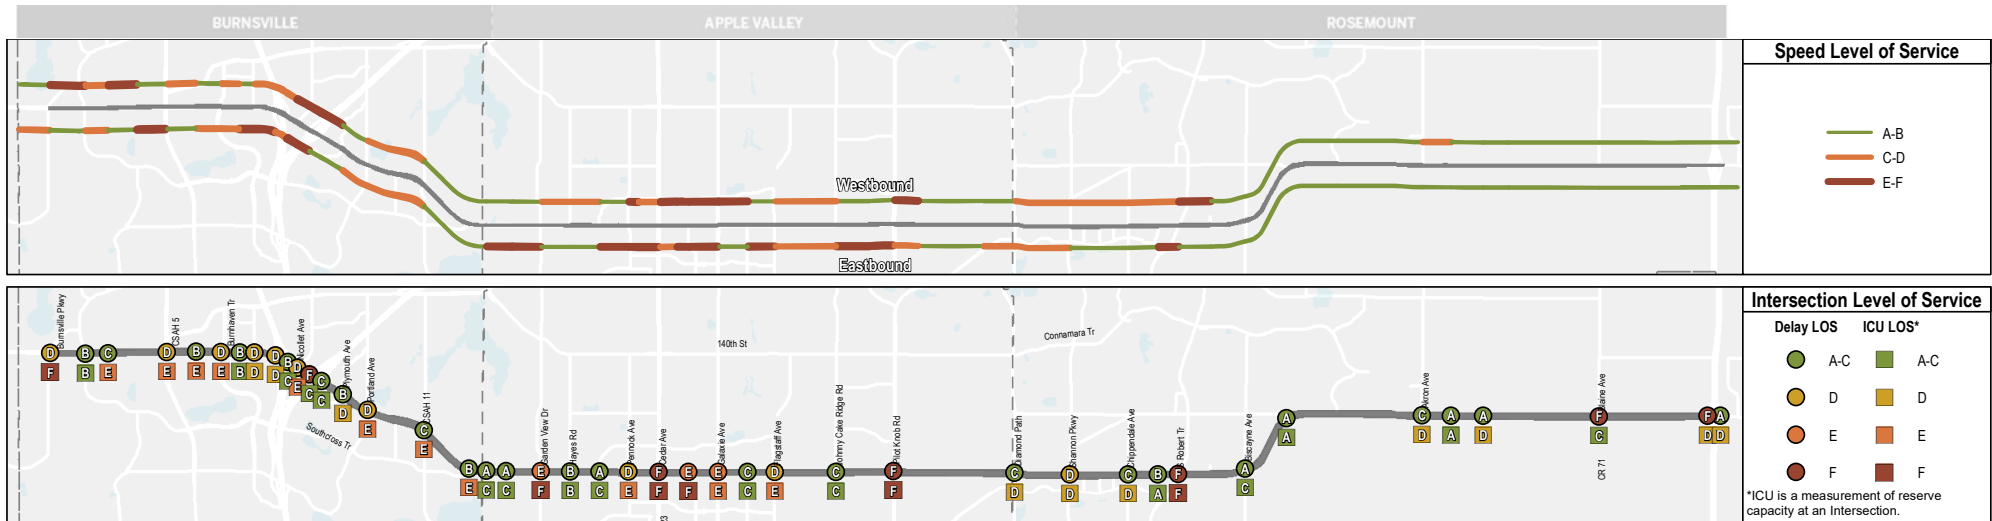 BURNSVILLE
APPLE VALLEY
ROSEMOUNT
Speed Level of Service
A-B
C-D
E-F
Westbound
Eastbound
Intersection Level of Service
Delay LOS ICU LOS*
A-C A-C
D D
E E
F F
*ICU is a measurement of reserve
capacity at an Intersection.
Burnsville Pkwy
CSAH 5
Burnhaven Tr
Nicollet Ave
Plymouth Ave
Portland Ave
CSAH 11
Southcross Tr
Garden View Dr
Hayes Rd
Pennock Ave
Cedar Ave
Galaxie Ave
Flagstaff Ave
140th St
Johnny Cake Ridge Rd
Pilot Knob Rd
Diamond Path
Connamara Tr
Shannon Pkwy
Chippendale Ave
S Robert Tr
Biscayne Ave
Akron Ave
Blaine Ave
CR 71
D B C D B D B D D B D F C B D C B A A E B A D F E E C D C F C D C B F A A C A A F F A
F B E E E E B D D C E C C D E E E C C F B C E F F E C E C F D D D A F C A D A D C D D